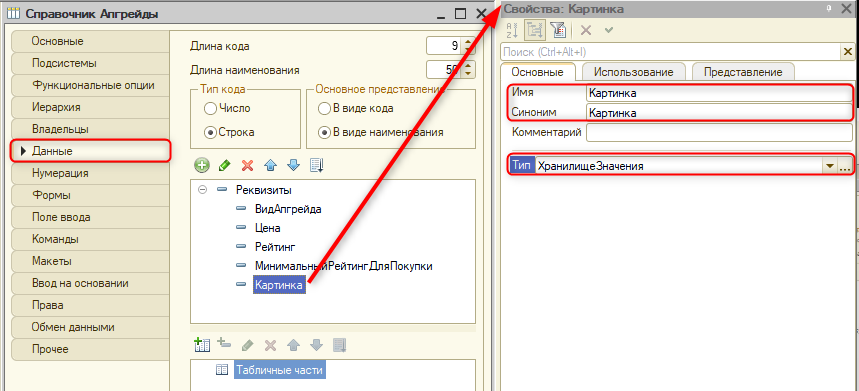 Справочник Апгрейды
Основные
Подсистемы
Функциональные опции
Иерархия
Владельцы
Данные
Нумерация
Формы
Поле ввода
Команды
Макеты
Ввод на основании
Права
Обмен данными
Прочее
Длина кода 9
Длина наименования 50
Тип кода
Число
Строка
Основное представление
В виде кода
В виде наименования
Реквизиты
ВидАпгрейда
Цена
Рейтинг
МинимальныйРейтингДляПокупки
Картинка
Табличные части
Свойства: Картинка
Поиск (Ctrl+Alt+I)
Основные Использование Представление
Имя Картинка
Синоним Картинка
Комментарий
Тип ХранилищеЗначения ...